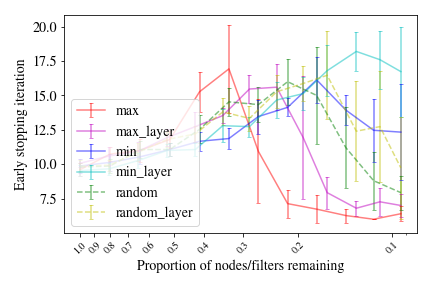 20.0
17.5
15.0
12.5
10.0
7.5
Early stopping iteration
max
max_layer
min
min_layer
random
random_layer
1.0 0.9 0.8 0.7 0.6 0.5 0.4 0.3 0.2 0.1
Proportion of nodes/filters remaining